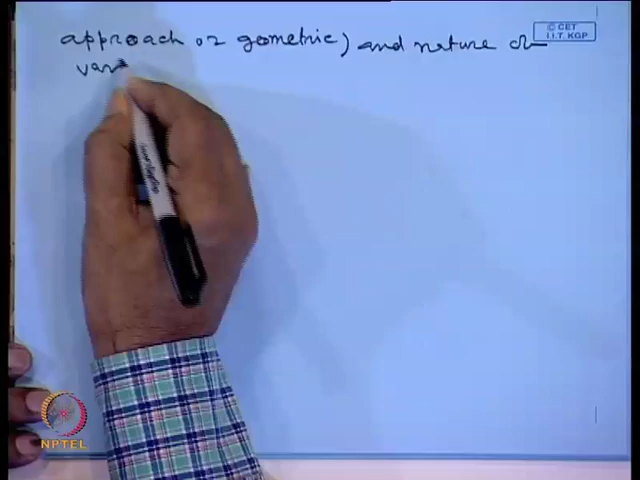 approach or geometric) and nature of
var
© CET
I.I.T. KGP
NPTEL